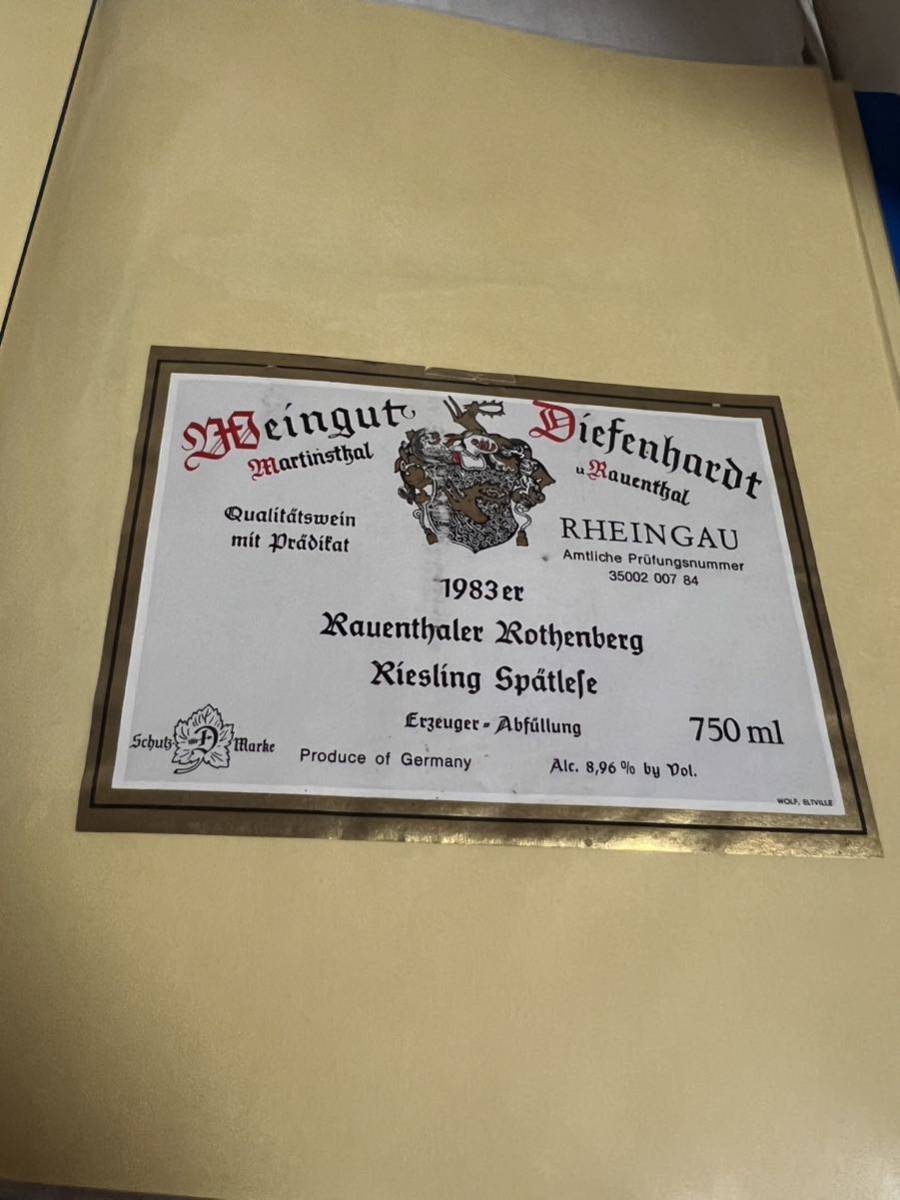 Weingut Diefenhardt
Martinsthal u. Rauenthal
Qualitätswein
mit Prädikat
RHEINGAU
Amtliche Prüfungsnummer
35002 007 84
1983er
Rauenthaler Rothenberg
Riesling Spätleſe
Erzeuger-Abfüllung
750 ml
Schutz D Marke
Produce of Germany
Alc. 8,96% by Vol.
WOLF, ELTVILLE